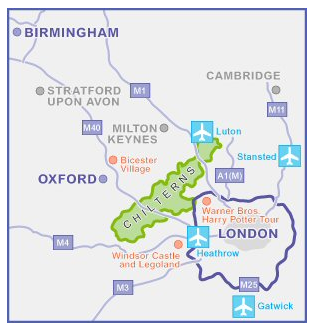 BIRMINGHAM
CAMBRIDGE
STRATFORD
UPON AVON
M1
M11
M40
MILTON
KEYNES
Luton
Stansted
Bicester
Village
A1(M)
OXFORD
CHILTERNS
Warner Bros.
Harry Potter Tour
LONDON
M4
Windsor Castle
and Legoland
Heathrow
M3
M25
Gatwick